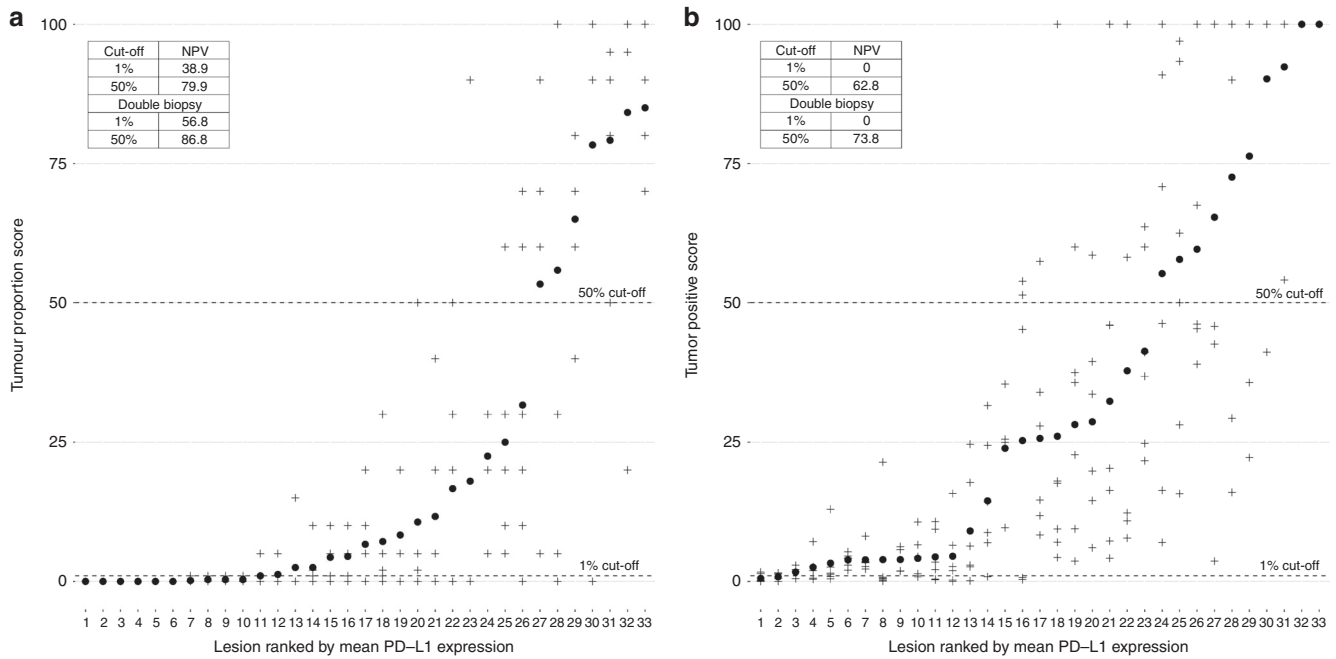 a
Cut-off NPV
1% 38.9
50% 79.9
Double biopsy
1% 56.8
50% 86.8
100
75
50
25
0
Tumour proportion score
50% cut-off
1% cut-off
1 2 3 4 5 6 7 8 9 10 11 12 13 14 15 16 17 18 19 20 21 22 23 24 25 26 27 28 29 30 31 32 33
Lesion ranked by mean PD–L1 expression
b
Cut-off NPV
1% 0
50% 62.8
Double biopsy
1% 0
50% 73.8
100
75
50
25
0
Tumor positive score
50% cut-off
1% cut-off
1 2 3 4 5 6 7 8 9 10 11 12 13 14 15 16 17 18 19 20 21 22 23 24 25 26 27 28 29 30 31 32 33
Lesion ranked by mean PD–L1 expression